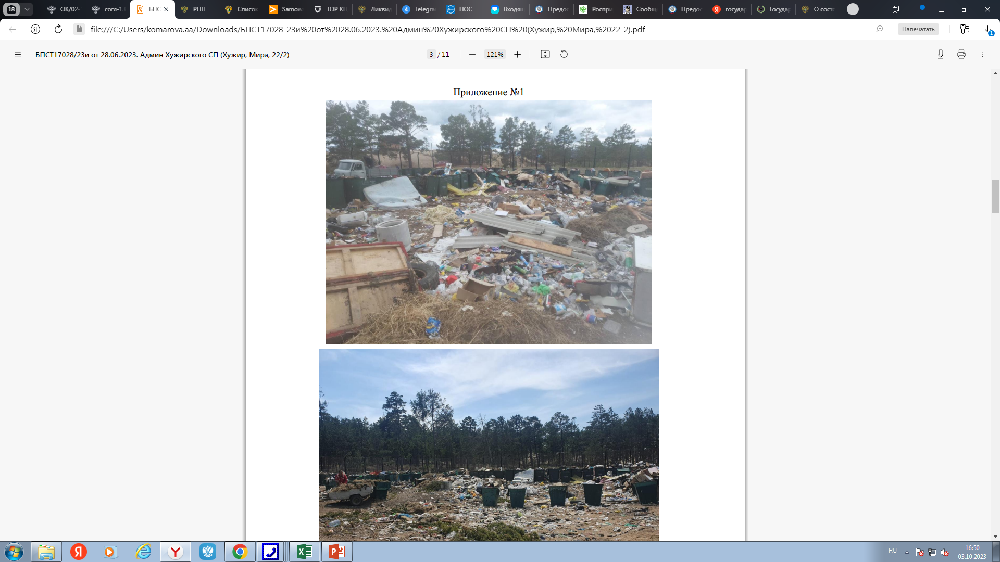 18
ОК/02-
согл-13
БПС
РПН
Список
Samow
ТОР КН
Ликвид
Telegra
ПОС
Входящ
Предос
Роспри
Сообщ
Предос
государ
Государ
О состо
file:///C:/Users/komarova.aa/Downloads/БПСТ17028_23и%20от%2028.06.2023.%20Админ%20Хужирского%20СП%20(Хужир,%20Мира,%2022_2).pdf
Напечатать
1
БПСТ17028/23и от 28.06.2023. Админ Хужирского СП (Хужир, Мира, 22/2)
3 / 11
121%
Приложение №1
RU
16:50
03.10.2023